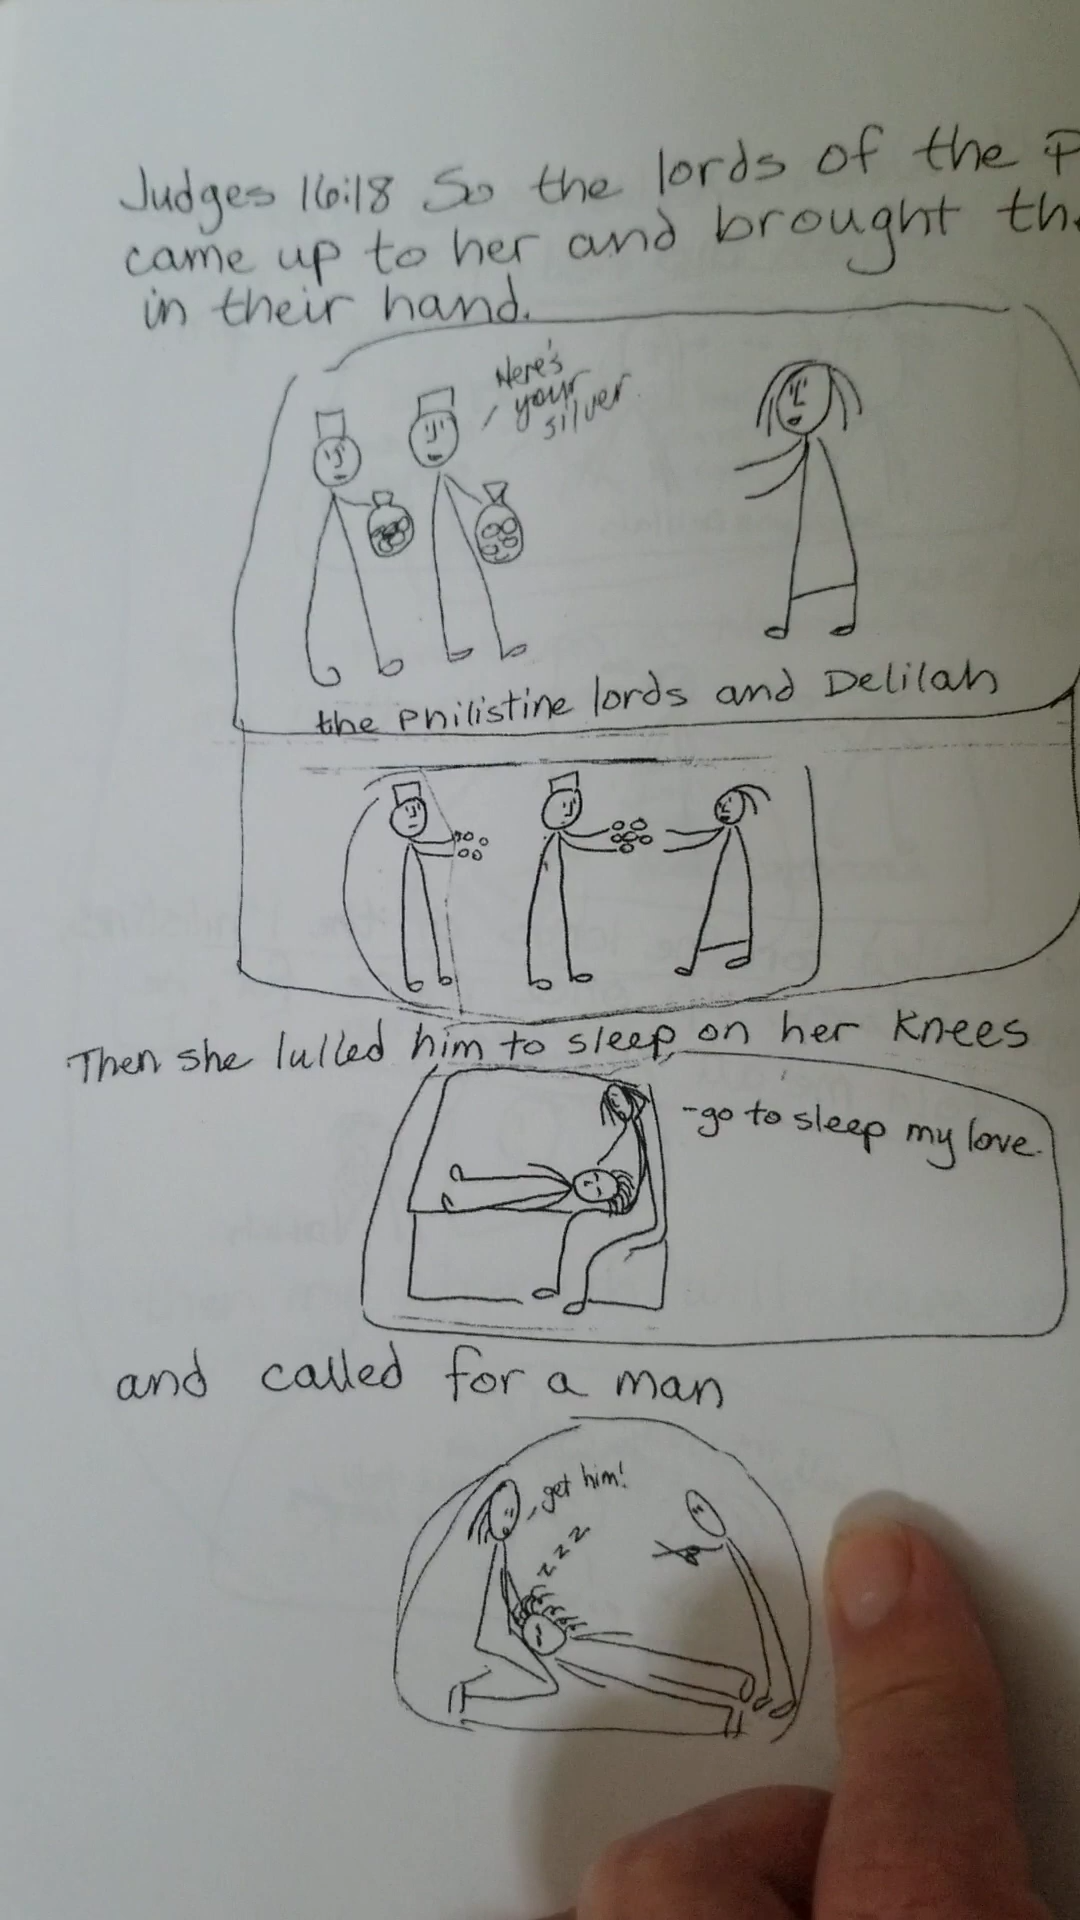 Judges 16:18 So the lords of the P
came up to her and brought the
in their hand.
Here's
your
silver
the Philistine lords and Delilah
Then she lulled him to sleep on her knees
- go to sleep my love.
and called for a man
- get him!
z z z